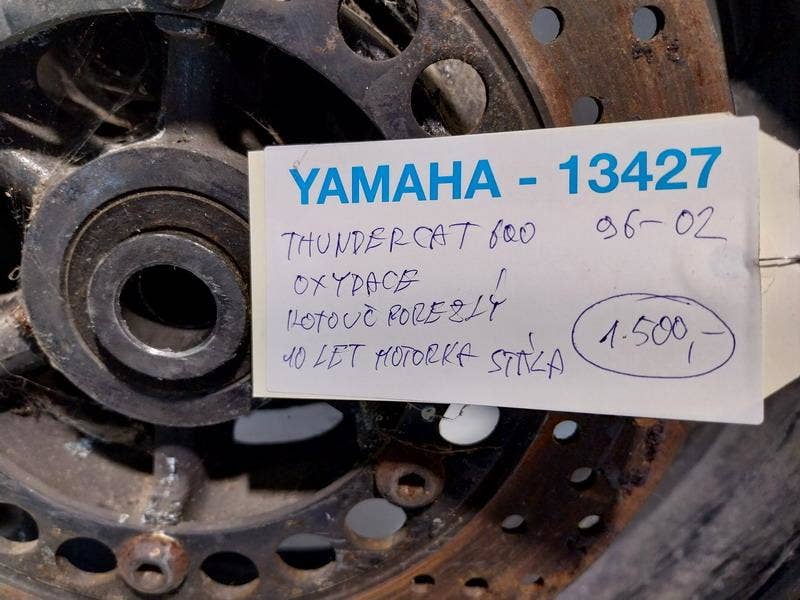 YAMAHA - 13427
THUNDERCAT 600 96-02
OXYDACE
KOTOUČ POREZLÝ
10 LET MOTORKA STÁLA
1.500,-